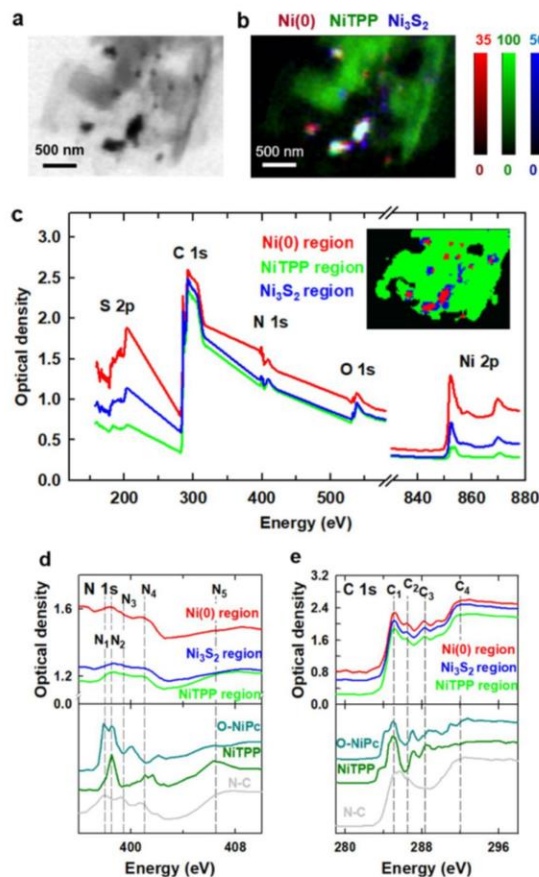 a
500 nm
b
Ni(0) NiTPP Ni₃S₂
500 nm
35 100 50
0 0 0
c
3.0
2.5
2.0
1.5
1.0
0.5
0.0
Optical density
S 2p
C 1s
N 1s
O 1s
Ni 2p
Ni(0) region
NiTPP region
Ni₃S₂ region
200 300 400 500 840 860 880
Energy (eV)
d
N 1s
N₁ N₂ N₃ N₄ N₅
1.6
1.2
0.0
Optical density
Ni(0) region
Ni₃S₂ region
NiTPP region
O-NiPc
NiTPP
N-C
400 408
Energy (eV)
e
C 1s
C₁ C₂ C₃ C₄
3.2
2.4
1.6
0.8
0.0
Optical density
Ni(0) region
Ni₃S₂ region
NiTPP region
O-NiPc
NiTPP
N-C
280 288 296
Energy (eV)